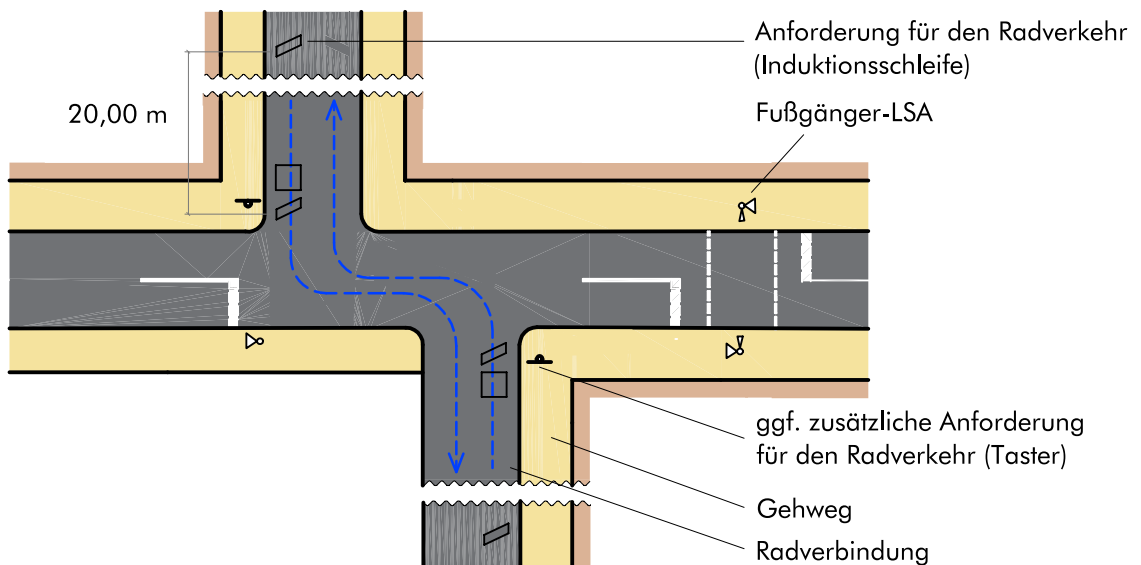 Anforderung für den Radverkehr
(Induktionsschleife)
Fußgänger-LSA
20,00 m
ggf. zusätzliche Anforderung
für den Radverkehr (Taster)
Gehweg
Radverbindung